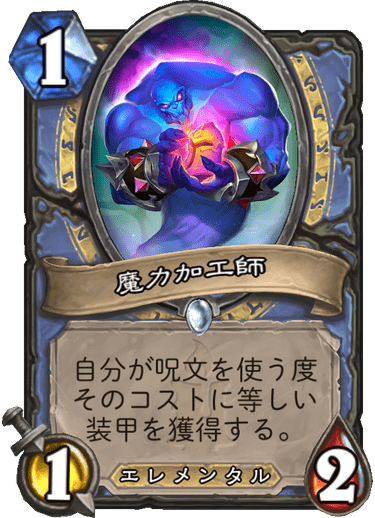 1
魔力加工師
自分が呪文を使う度
そのコストに等しい
装甲を獲得する。
1
エレメンタル
2